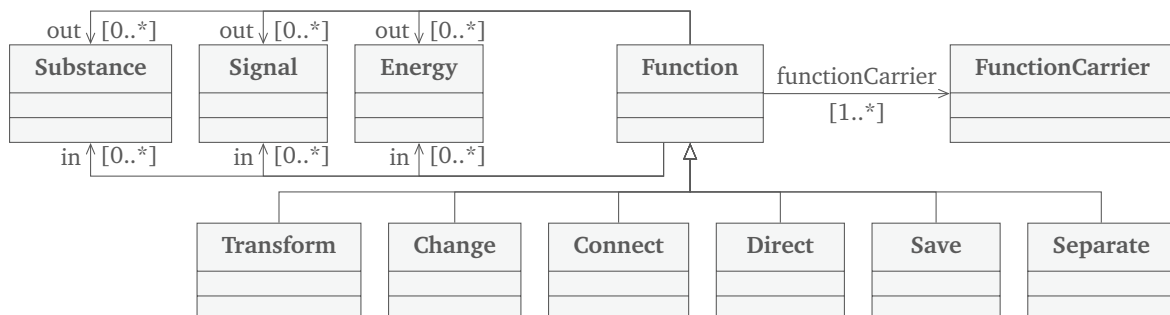 out [0..*] out [0..*] out [0..*]
Substance Signal Energy Function functionCarrier FunctionCarrier
[1..*]
in [0..*] in [0..*] in [0..*]
Transform Change Connect Direct Save Separate